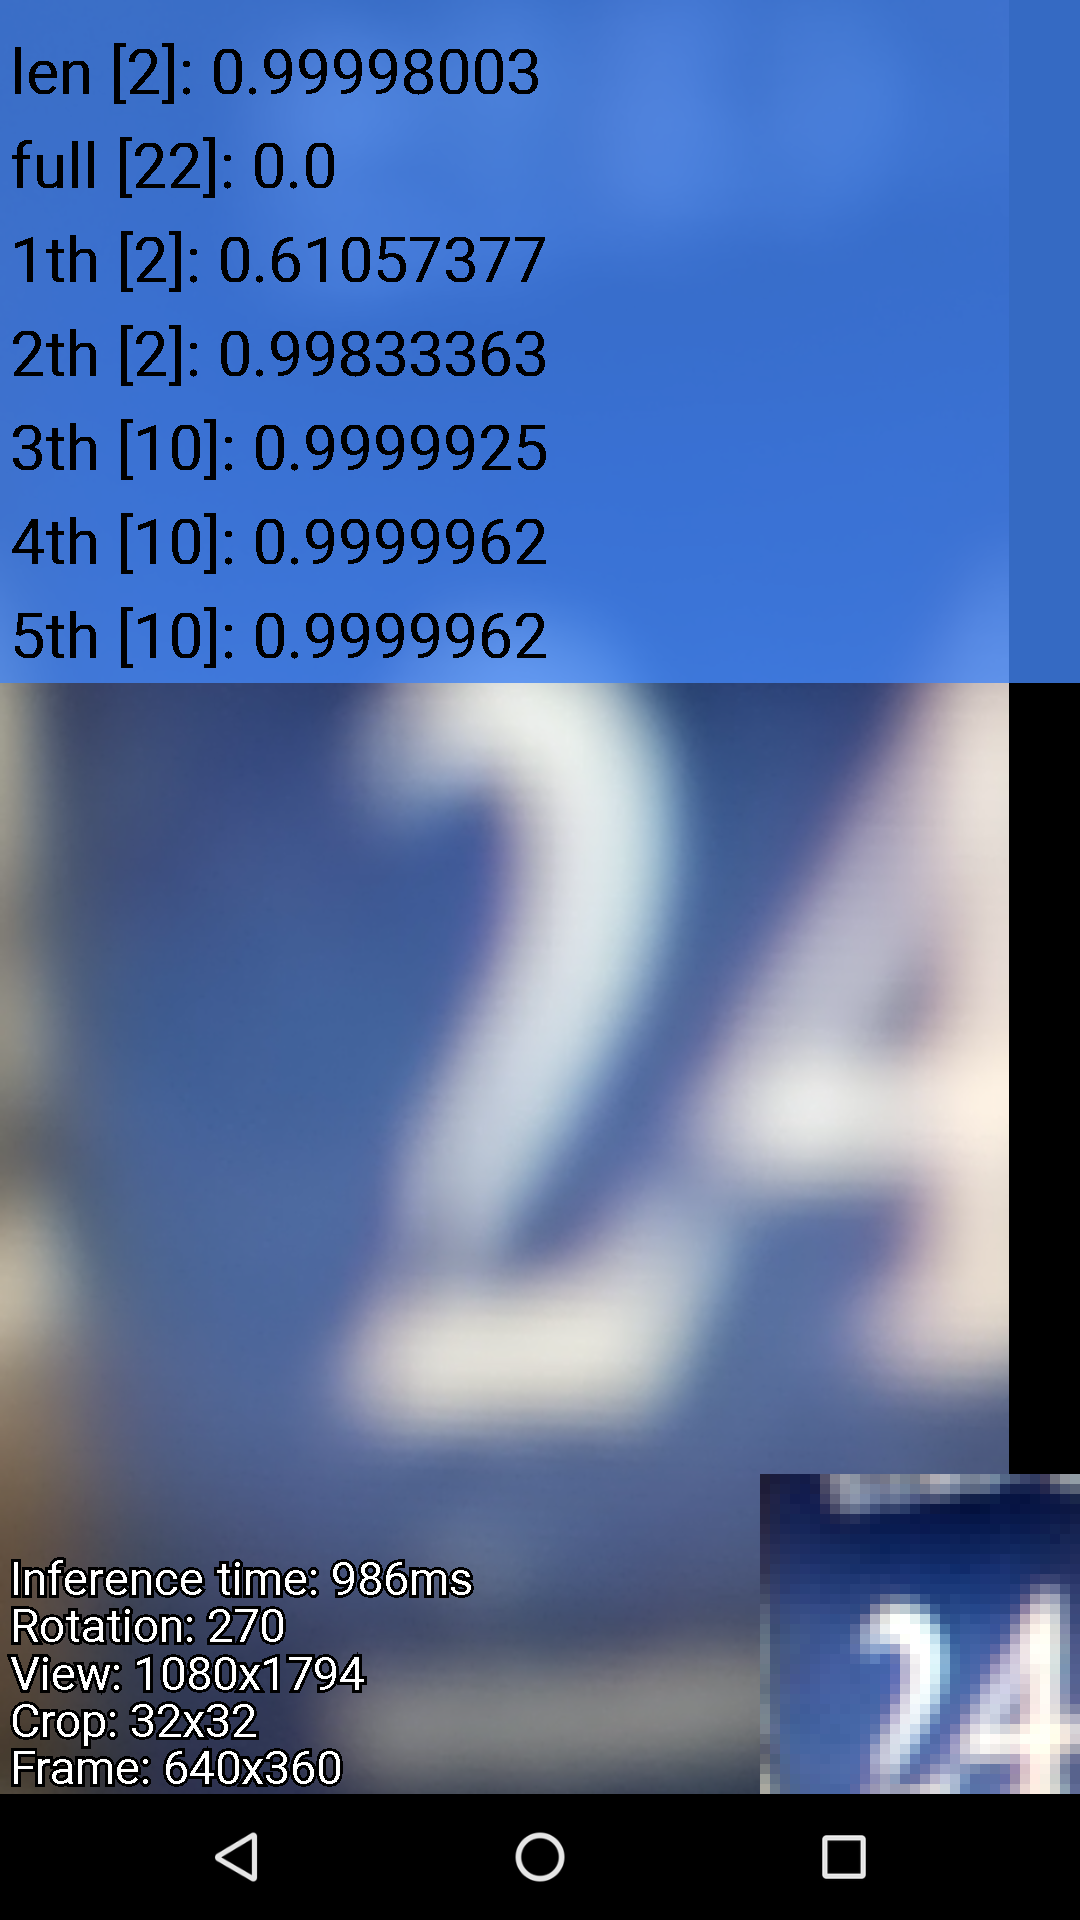 len [2]: 0.99998003
full [22]: 0.0
1th [2]: 0.61057377
2th [2]: 0.99833363
3th [10]: 0.9999925
4th [10]: 0.9999962
5th [10]: 0.9999962
24
Inference time: 986ms
Rotation: 270
View: 1080x1794
Crop: 32x32
Frame: 640x360
24